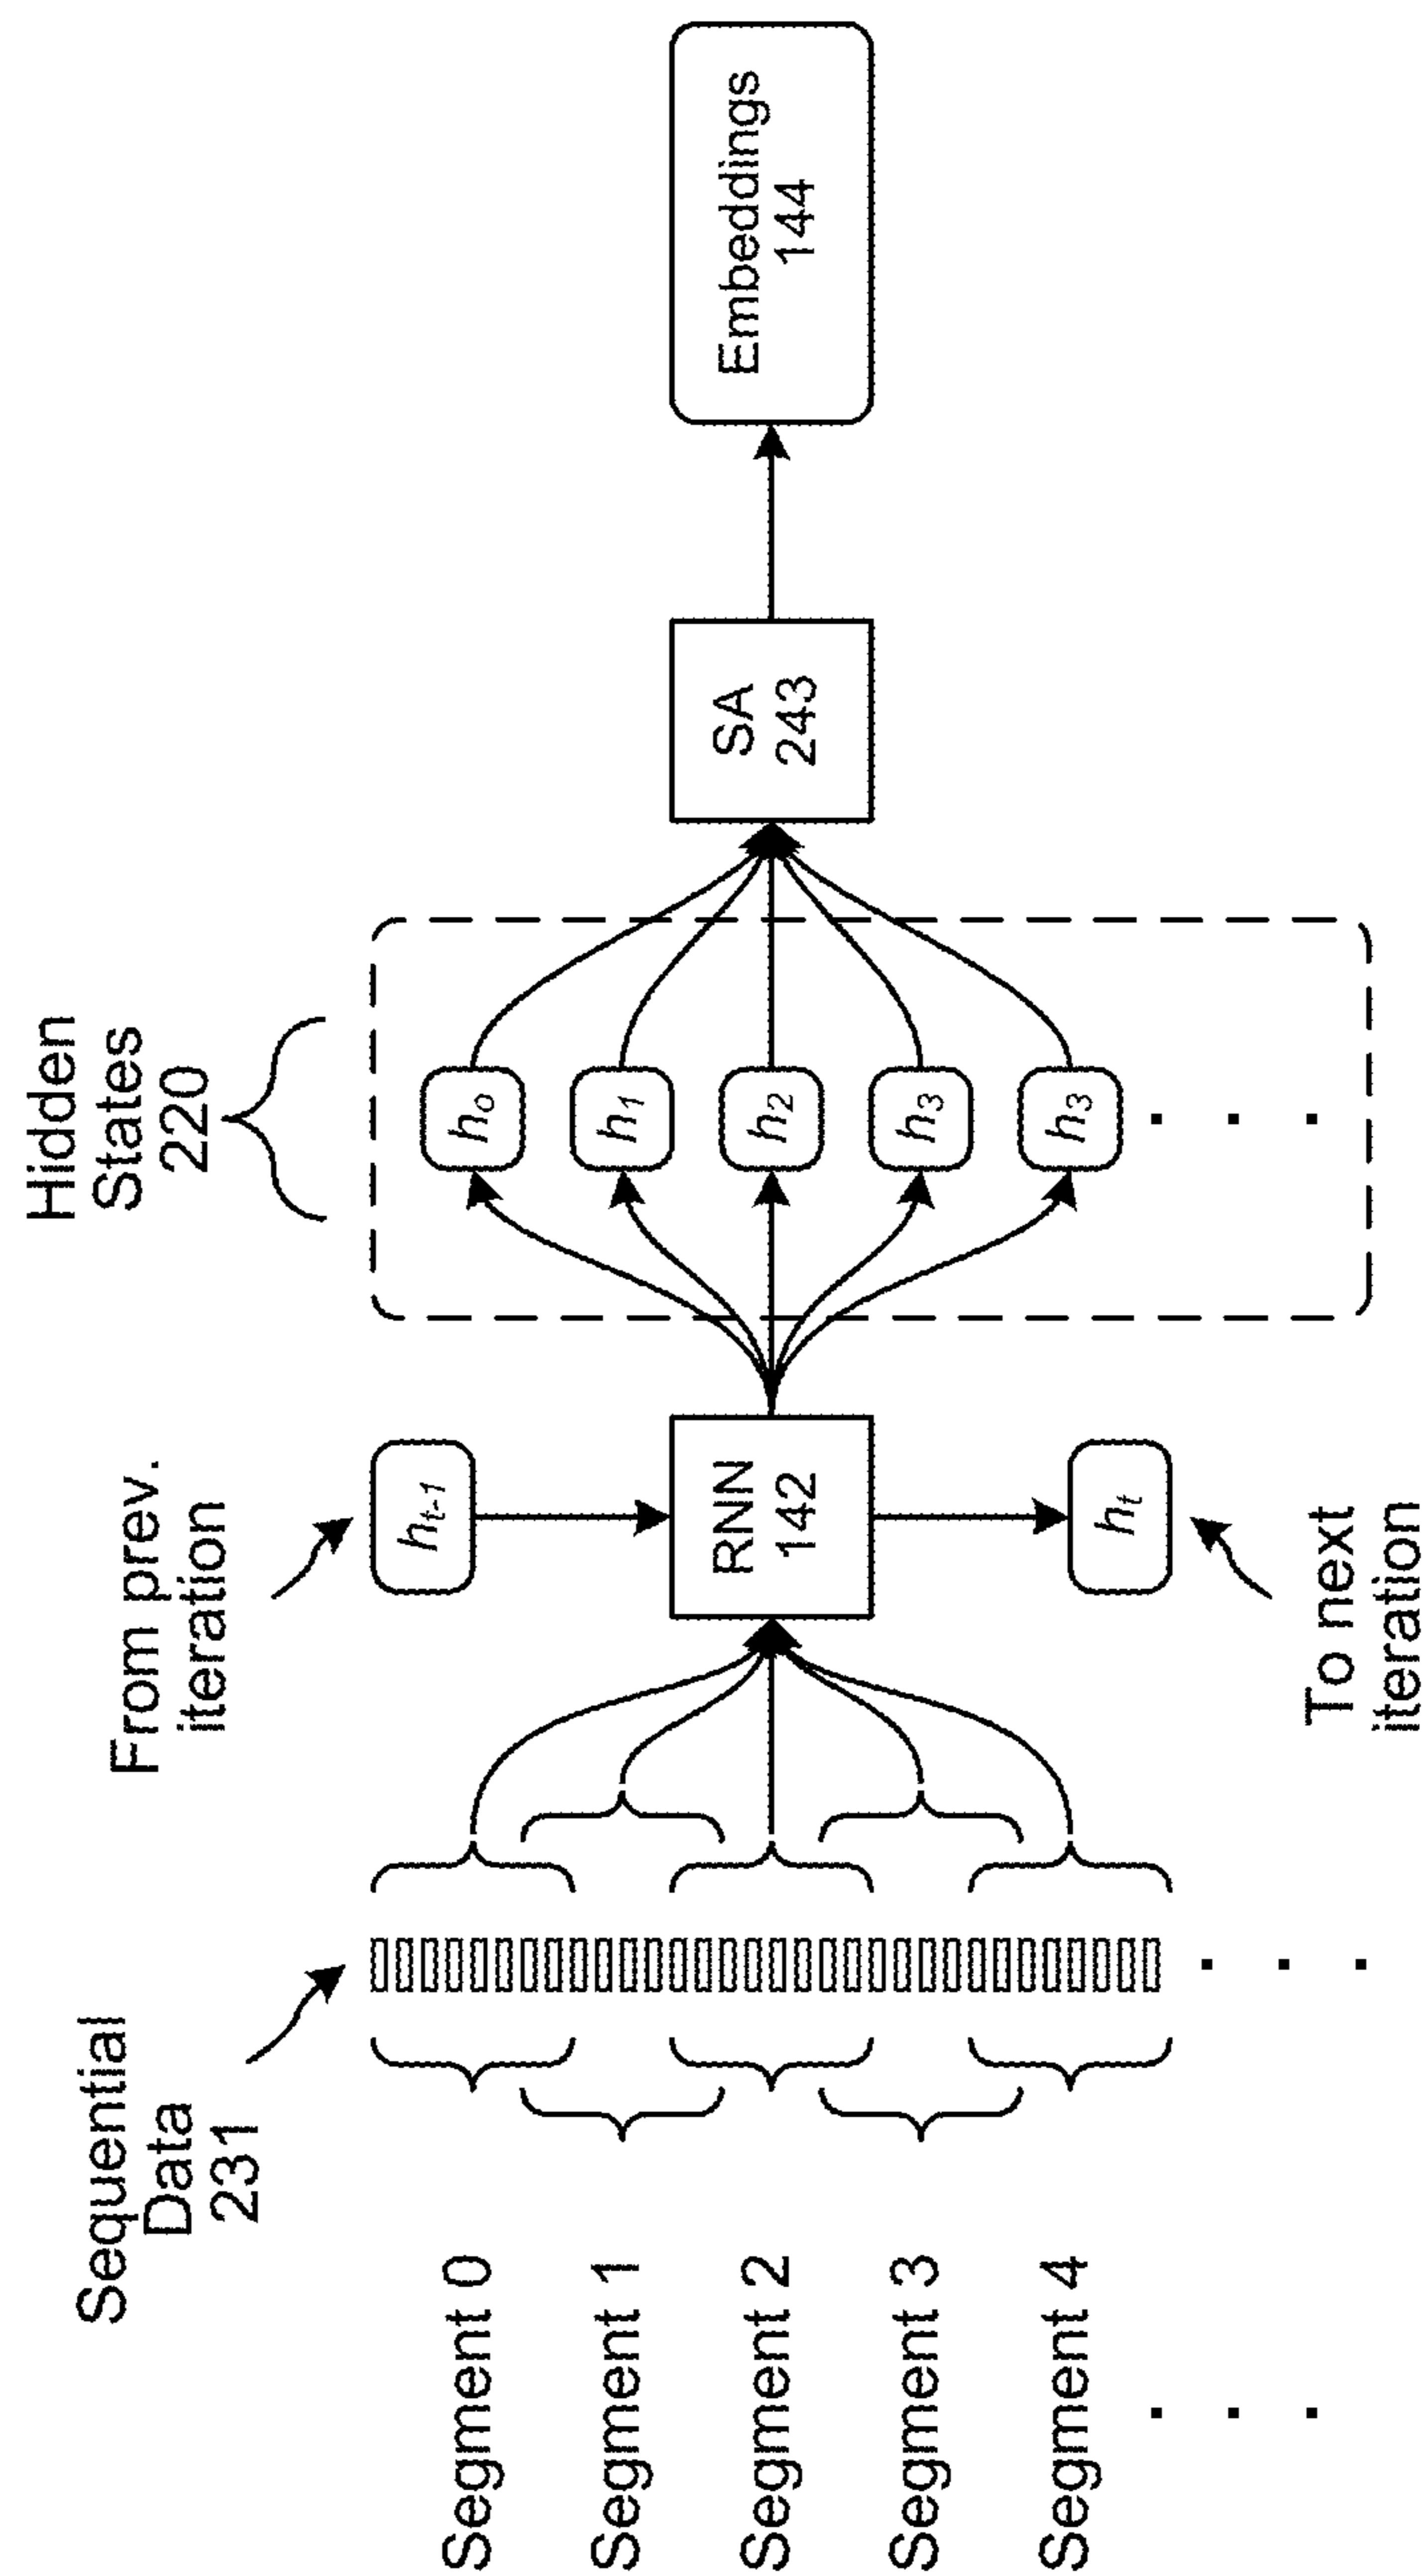 Sequential
Data
231
Segment 0
Segment 1
Segment 2
Segment 3
Segment 4
From prev.
iteration
h_{t-1}
RNN
142
h_t
To next
iteration
Hidden
States
220
h_o
h_1
h_2
h_3
h_3
SA
243
Embeddings
144